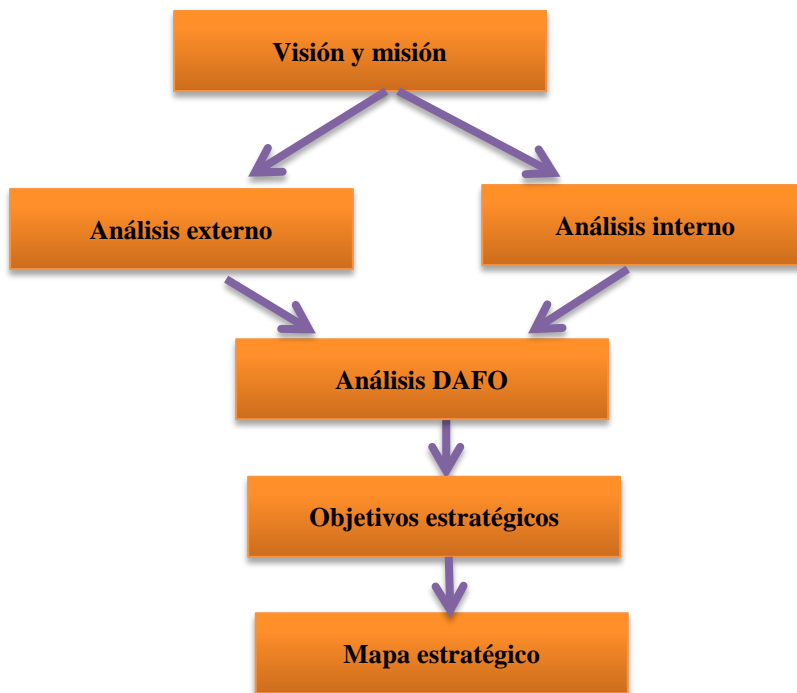 Visión y misión
Análisis externo
Análisis interno
Análisis DAFO
Objetivos estratégicos
Mapa estratégico